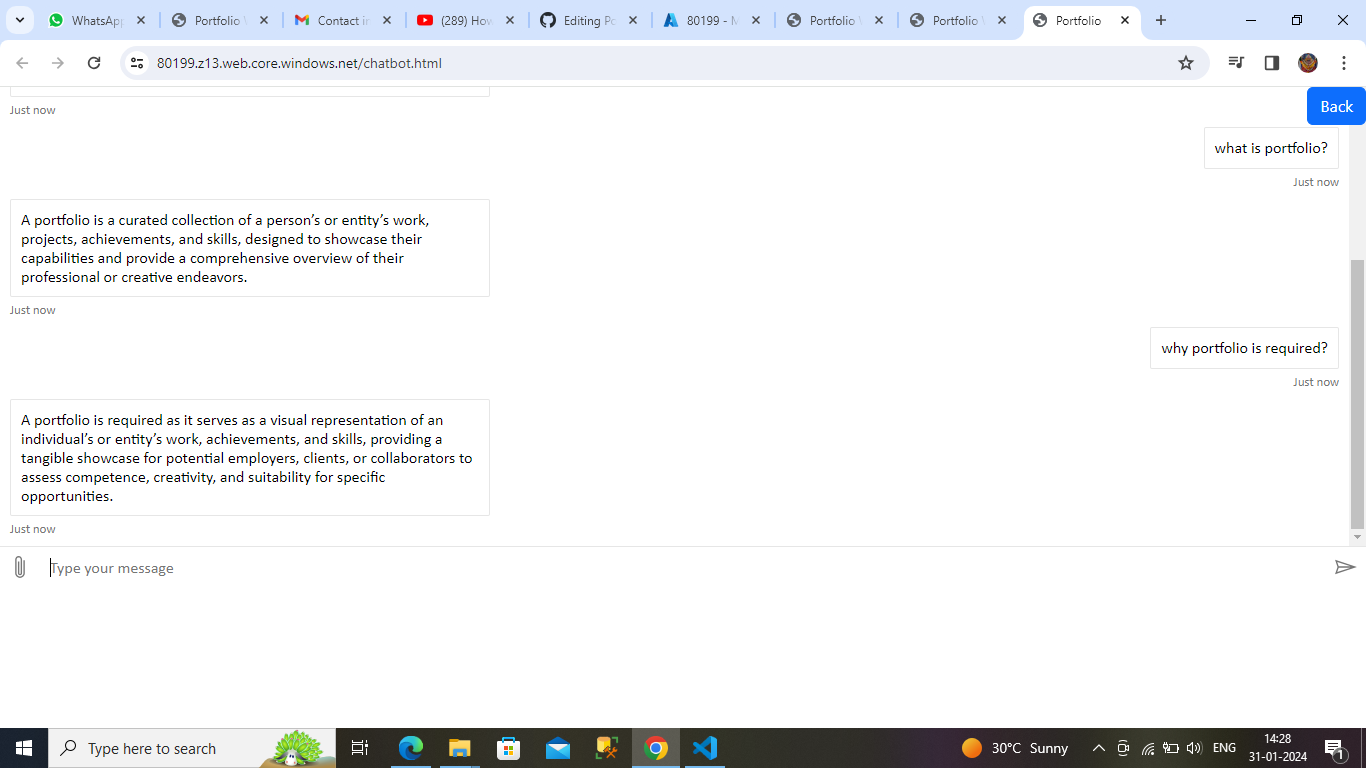 WhatsApp
Portfolio W
Contact in
(289) How
Editing Po
80199 - M
Portfolio W
Portfolio W
Portfolio
80199.z13.web.core.windows.net/chatbot.html
Just now
Back
what is portfolio?
Just now
A portfolio is a curated collection of a person’s or entity’s work,
projects, achievements, and skills, designed to showcase their
capabilities and provide a comprehensive overview of their
professional or creative endeavors.
Just now
why portfolio is required?
Just now
A portfolio is required as it serves as a visual representation of an
individual’s or entity’s work, achievements, and skills, providing a
tangible showcase for potential employers, clients, or collaborators to
assess competence, creativity, and suitability for specific
opportunities.
Just now
Type your message
Type here to search
30°C Sunny
ENG
14:28
31-01-2024
1